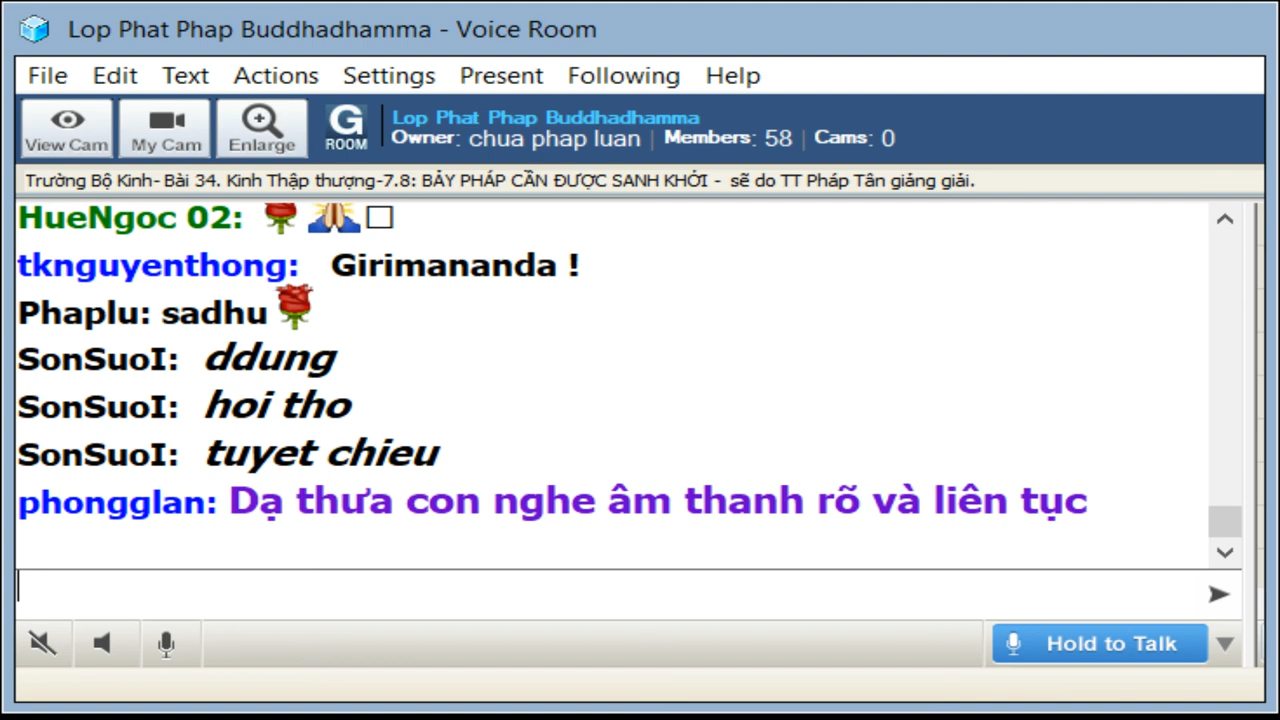 Lop Phat Phap Buddhadhamma - Voice Room
File Edit Text Actions Settings Present Following Help
View Cam My Cam Enlarge G ROOM
Lop Phat Phap Buddhadhamma
Owner: chua phap luan | Members: 58 | Cams: 0
Trường Bộ Kinh- Bài 34. Kinh Thập thượng-7.8: BẢY PHÁP CẦN ĐƯỢC SANH KHỞI - sẽ do TT Pháp Tân giảng giải.
HueNgoc 02:
tknguyenthong: Girimananda !
Phaplu: sadhu
SonSuoI: ddung
SonSuoI: hoi tho
SonSuoI: tuyet chieu
phongglan: Dạ thưa con nghe âm thanh rõ và liên tục
Hold to Talk